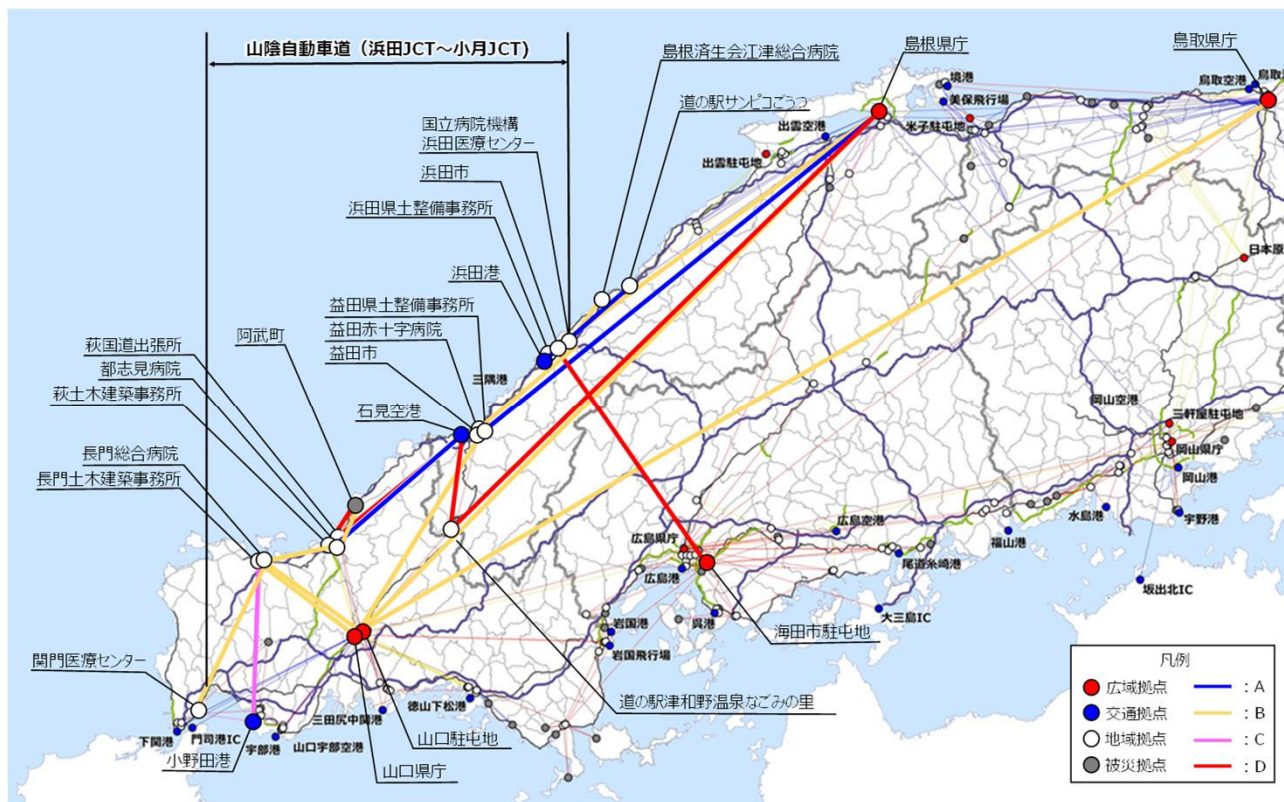 山陰自動車道（浜田JCT～小月JCT)
島根済生会江津総合病院
道の駅サンピコごうつ
国立病院機構
浜田医療センター
浜田市
浜田県土整備事務所
浜田港
益田県土整備事務所
益田赤十字病院
益田市
石見空港
阿武町
萩国道出張所
都志見病院
萩土木建築事務所
長門総合病院
長門土木建築事務所
関門医療センター
島根県庁
鳥取県庁
境港
美保飛行場
米子駐屯地
出雲空港
出雲駐屯地
鳥取空港
鳥取
日本原
三隅港
岡山空港
三軒屋駐屯地
岡山県庁
岡山港
宇野港
水島港
福山港
尾道糸崎港
広島空港
広島県庁
広島港
呉港
大三島IC
坂出北IC
岩国港
岩国飛行場
海田市駐屯地
道の駅津和野温泉なごみの里
徳山下松港
三田尻中関港
山口駐屯地
山口県庁
山口宇部空港
宇部港
小野田港
門司港IC
下関港
凡例
広域拠点 ：A
交通拠点 ：B
地域拠点 ：C
被災拠点 ：D